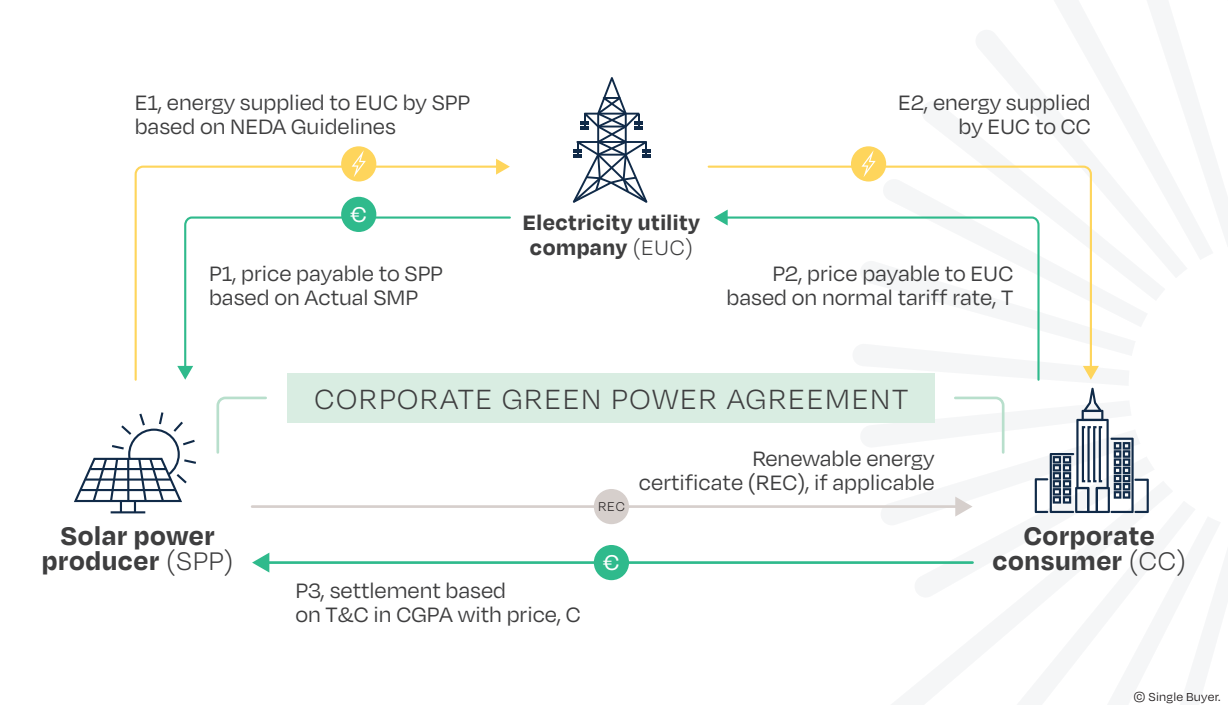 E1, energy supplied to EUC by SPP
based on NEDA Guidelines
E2, energy supplied
by EUC to CC
€
Electricity utility
company (EUC)
P1, price payable to SPP
based on Actual SMP
P2, price payable to EUC
based on normal tariff rate, T
CORPORATE GREEN POWER AGREEMENT
Renewable energy
certificate (REC), if applicable
REC
Solar power
producer (SPP)
Corporate
consumer (CC)
€
P3, settlement based
on T&C in CGPA with price, C
© Single Buyer.